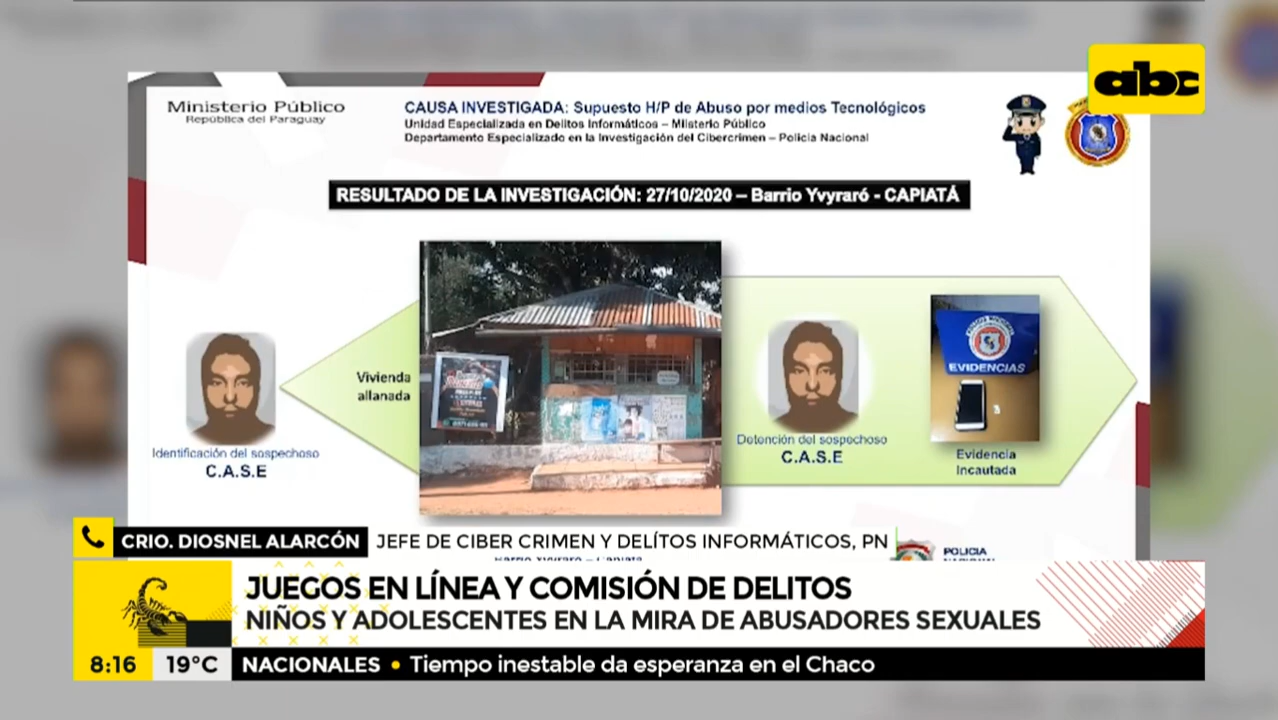 abc
Ministerio Público
República del Paraguay
CAUSA INVESTIGADA: Supuesto H/P de Abuso por medios Tecnológicos
Unidad Especializada en Delitos Informáticos – Miisterio Público
Departamento Especializado en la Investigación del Cibercrimen – Policia Nacional
RESULTADO DE LA INVESTIGACIÓN: 27/10/2020 – Barrio Yvyraró - CAPIATÁ
Vivienda
allanada
Identificación del sospechoso
C.A.S.E
Detención del sospechoso
C.A.S.E
EVIDENCIAS
Evidencia
Incautada
CRIO. DIOSNEL ALARCÓN JEFE DE CIBER CRIMEN Y DELÍTOS INFORMÁTICOS, PN
POLICIA
JUEGOS EN LÍNEA Y COMISIÓN DE DELITOS
NIÑOS Y ADOLESCENTES EN LA MIRA DE ABUSADORES SEXUALES
8:16 19°C NACIONALES • Tiempo inestable da esperanza en el Chaco